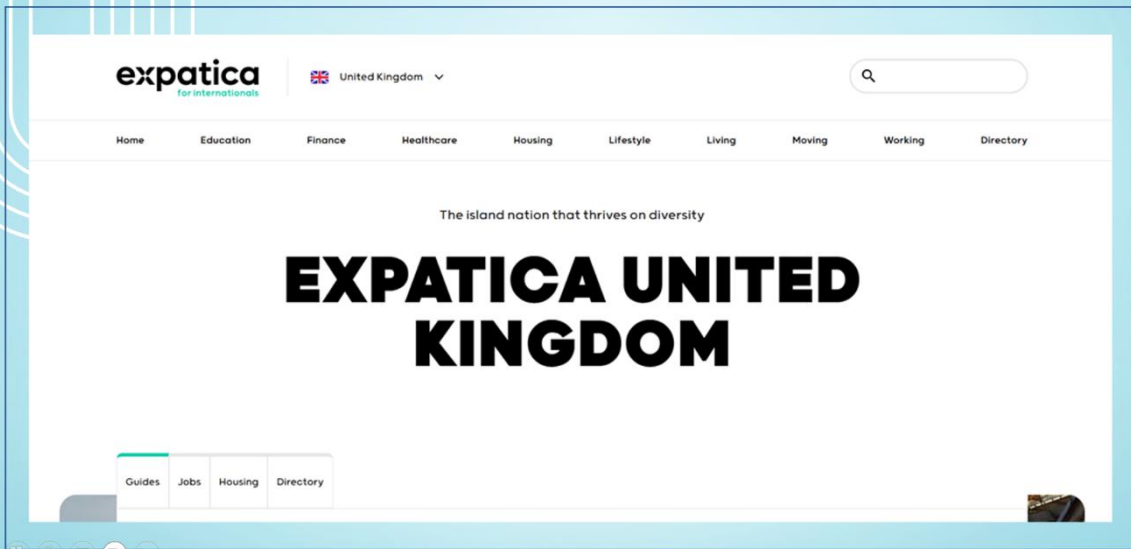 expatica
for internationals
United Kingdom
Home Education Finance Healthcare Housing Lifestyle Living Moving Working Directory
The island nation that thrives on diversity
EXPATICA UNITED
KINGDOM
Guides Jobs Housing Directory